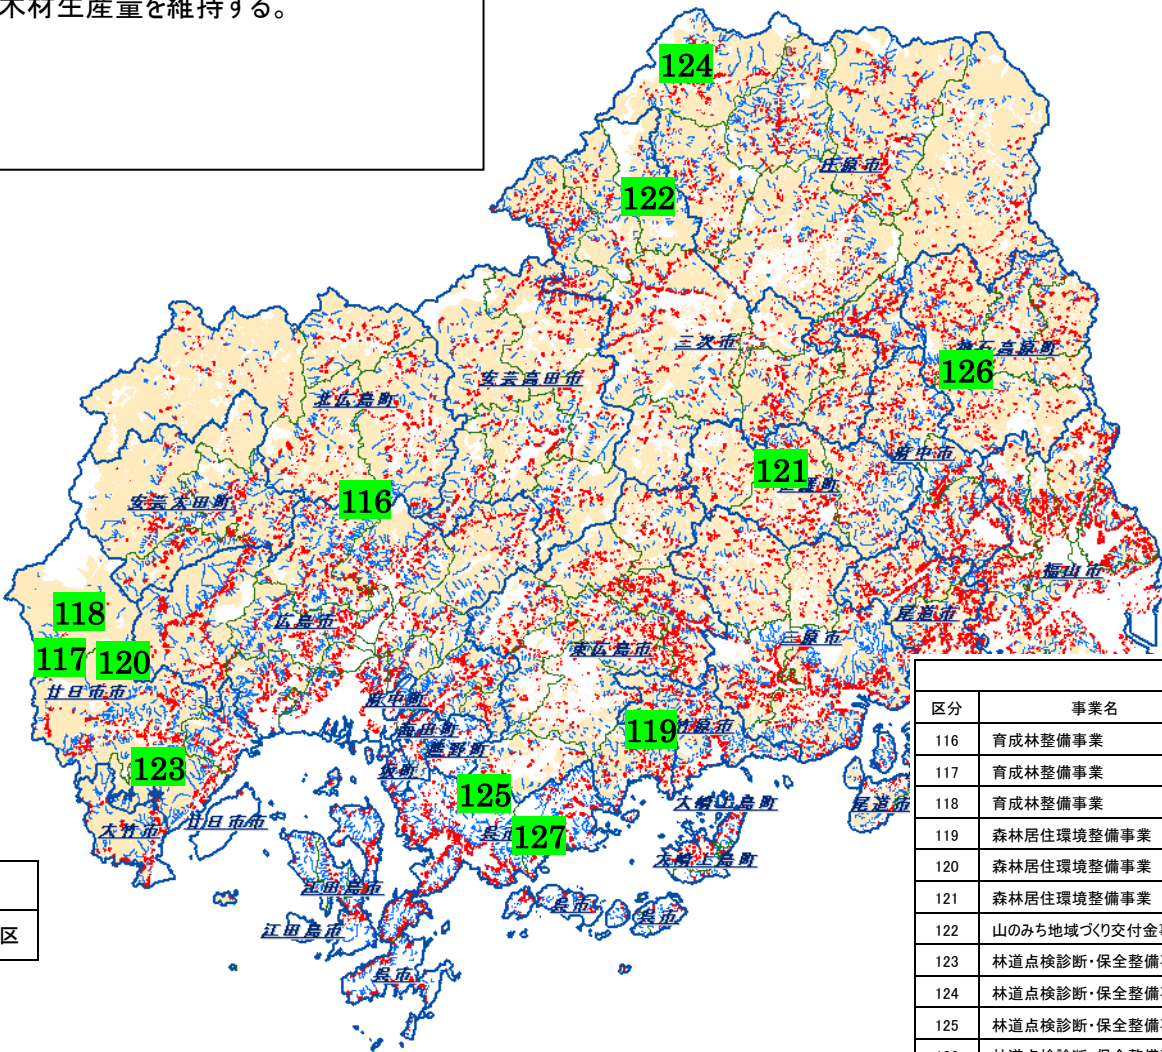 木材生産量を維持する。
124
庄原市
122
三次市
126
安芸高田市
北広島町
府中市
121
116
安芸太田町
福山市
118
広島市
尾道市
三原市
117
120
東広島市
廿日市市
府中町
119
竹原市
熊野町
123
坂町
125
大崎上島町
尾道市
廿日市市
大竹市
呉市
127
大崎上島町
江田島市
呉市
呉市
江田島市
呉市
区
区分 事業名
116 育成林整備事業
117 育成林整備事業
118 育成林整備事業
119 森林居住環境整備事業
120 森林居住環境整備事業
121 森林居住環境整備事業
122 山のみち地域づくり交付金
123 林道点検診断・保全整備
124 林道点検診断・保全整備
125 林道点検診断・保全整備